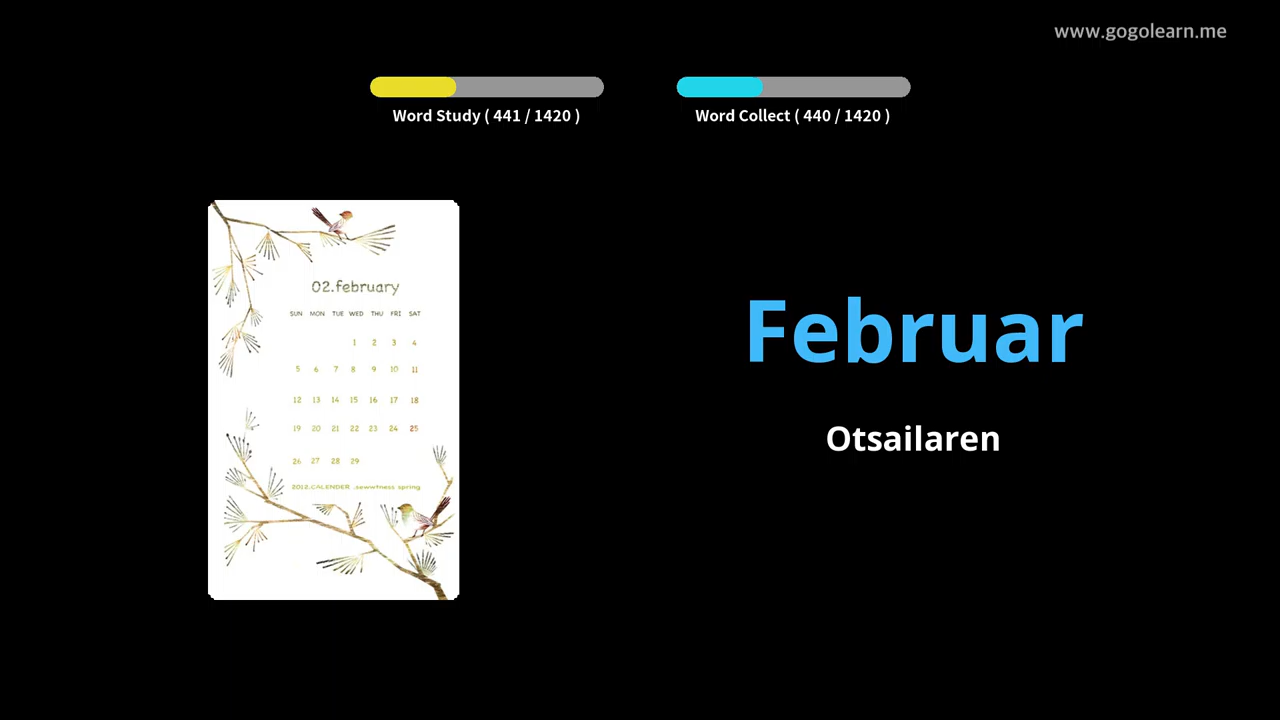 www.gogolearn.me
Word Study ( 441 / 1420 )
Word Collect ( 440 / 1420 )
02.february
SUN MON TUE WED THU FRI SAT
1 2 3 4
5 6 7 8 9 10 11
12 13 14 15 16 17 18
19 20 21 22 23 24 25
26 27 28 29
2012.CALENDER .sewwtness spring
Februar
Otsailaren